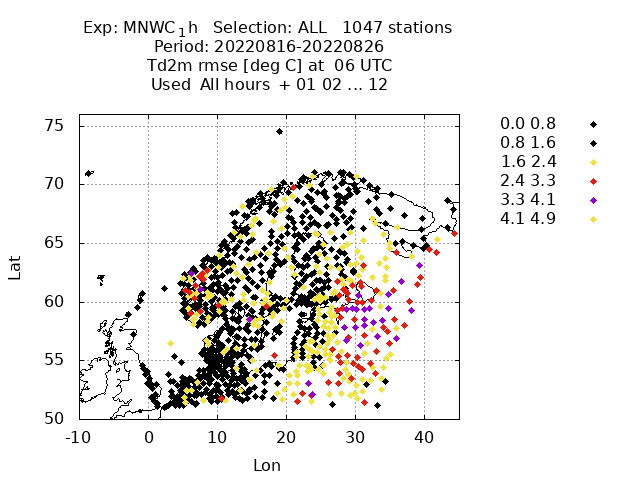 Exp: MNWC_1h   Selection: ALL   1047 stations
Period: 20220816-20220826
Td2m rmse [deg C] at  06 UTC
Used  All hours  + 01 02 ... 12
0.0 0.8
0.8 1.6
1.6 2.4
2.4 3.3
3.3 4.1
4.1 4.9
75
70
65
60
55
50
Lat
-10 0 10 20 30 40
Lon